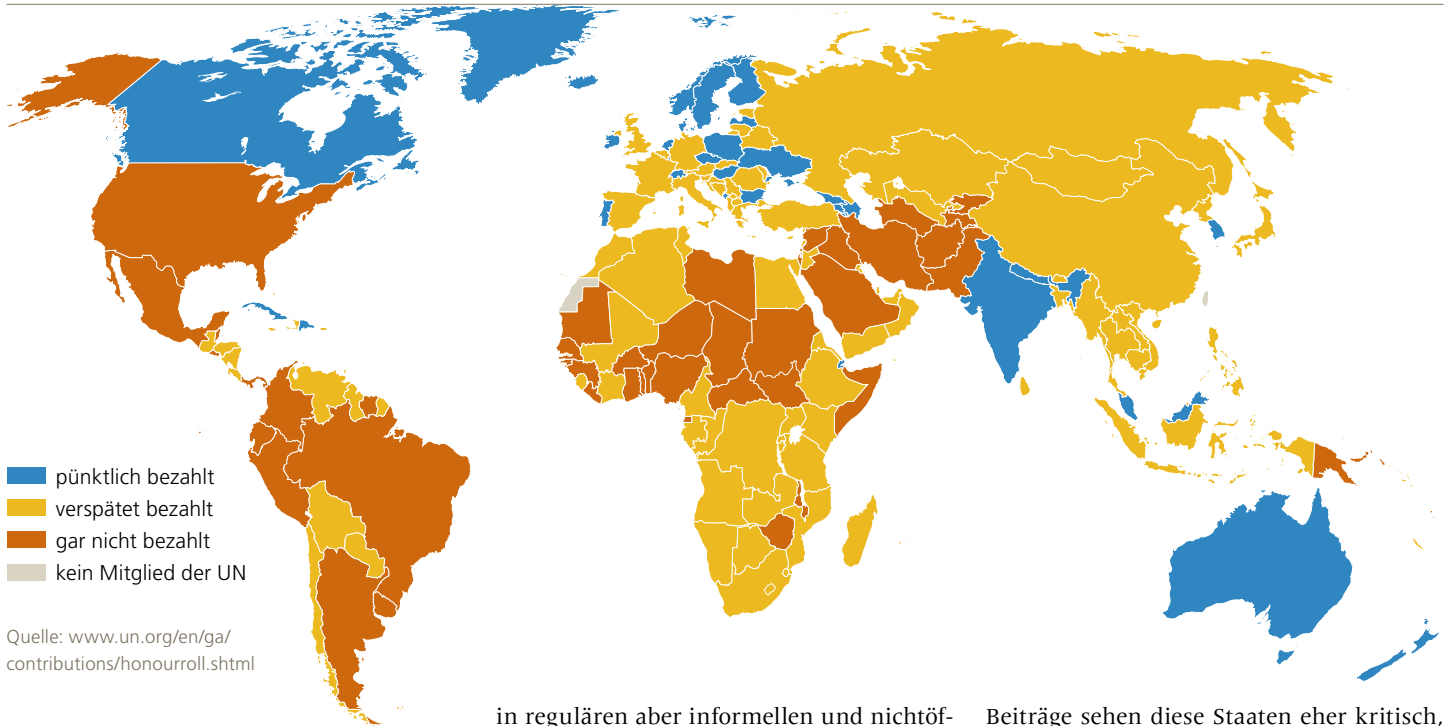 pünktlich bezahlt
verspätet bezahlt
gar nicht bezahlt
kein Mitglied der UN
Quelle: www.un.org/en/ga/
contributions/honourroll.shtml
in regulären aber informellen und nichtöf-
Beiträge sehen diese Staaten eher kritisch,